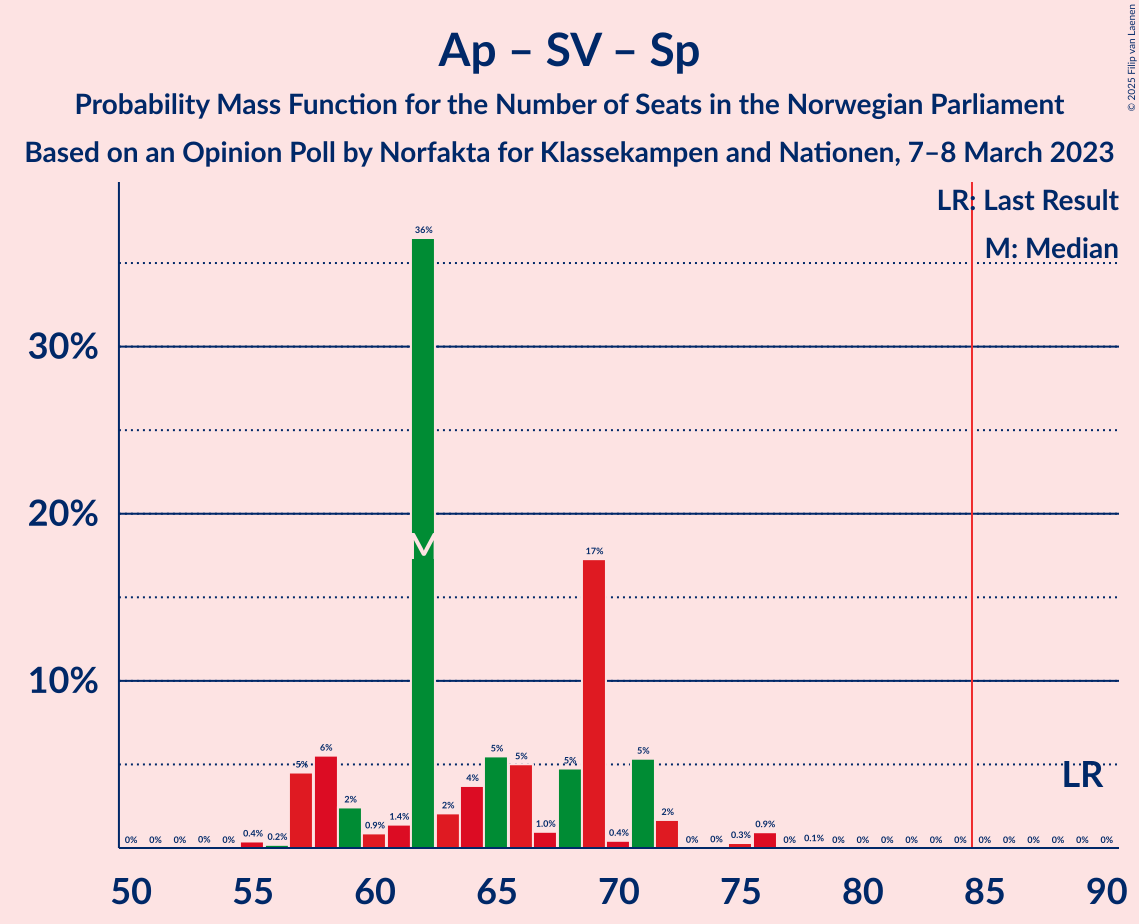 Ap – SV – Sp
Probability Mass Function for the Number of Seats in the Norwegian Parliament
Based on an Opinion Poll by Norfakta for Klassekampen and Nationen, 7–8 March 2023
© 2025 Filip van Laenen
LR: Last Result
M: Median
36%
30%
20%
17%
10%
M
0% 0% 0% 0% 0% 0.4% 0.2% 5% 6% 2% 0.9% 1.4% 2% 4% 5% 5% 1.0% 5% 0.4% 5% 2% 0% 0% 0.3% 0.9% 0% 0.1% 0% 0% 0% 0% 0% 0% 0% 0% 0% 0% 0% 0%
LR
50 55 60 65 70 75 80 85 90